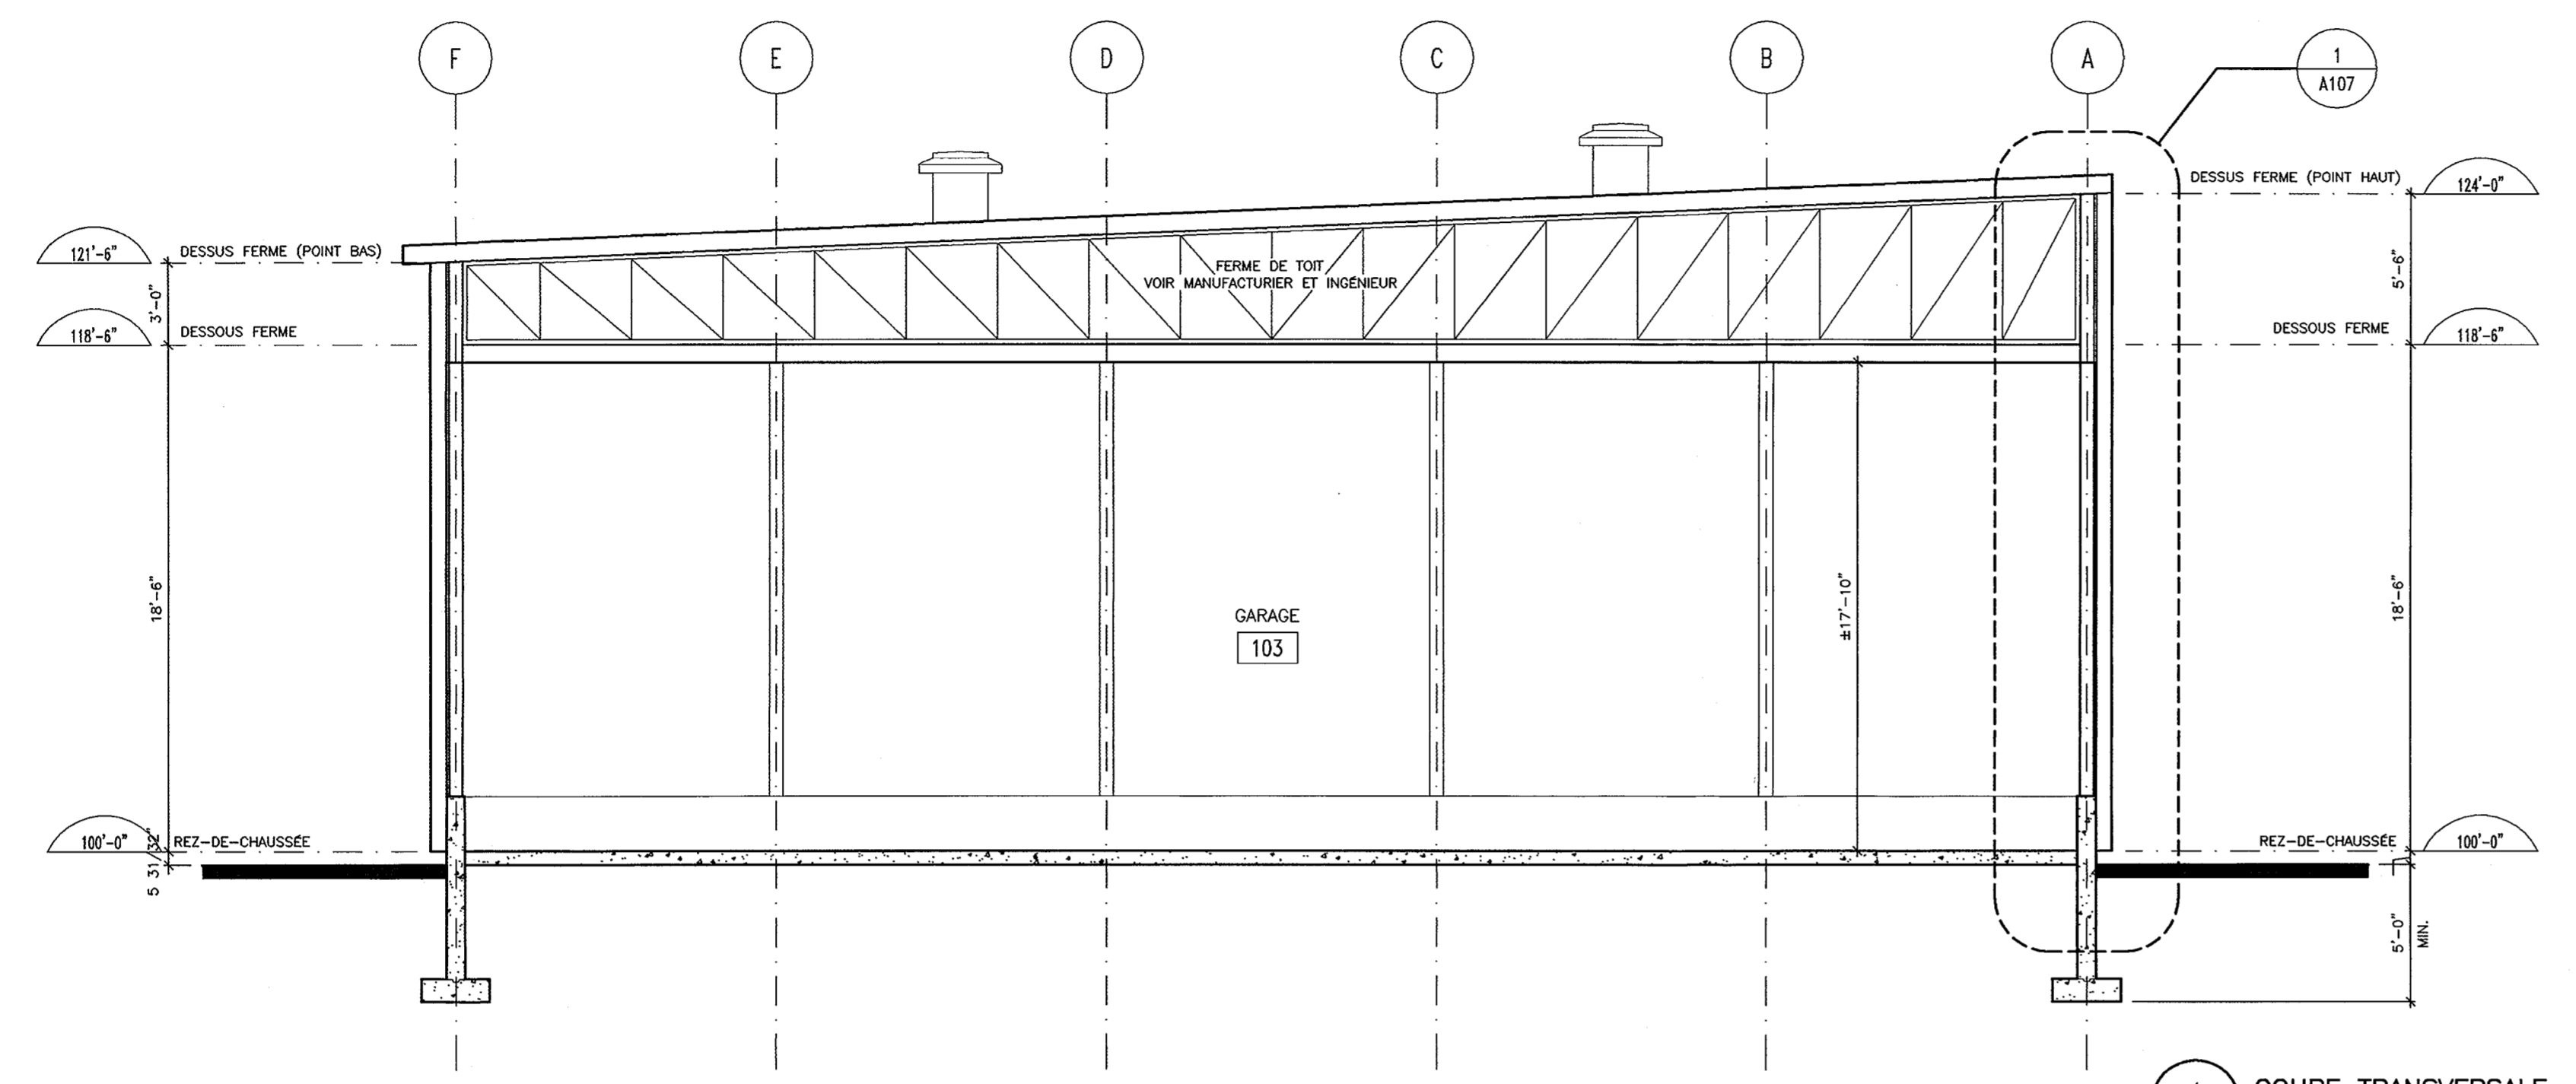 F
E
D
C
B
A
1
A107
DESSUS FERME (POINT HAUT)
124'-0"
121'-6"
DESSUS FERME (POINT BAS)
FERME DE TOIT
VOIR MANUFACTURIER ET INGÉNIEUR
3'-0"
5'-6"
118'-6"
DESSOUS FERME
DESSOUS FERME
118'-6"
18'-6"
GARAGE
103
±17'-10"
18'-6"
100'-0"
REZ-DE-CHAUSSÉE
REZ-DE-CHAUSSÉE
100'-0"
5 31/32"
5'-0"
MIN.
COUPE TRANSVERSALE